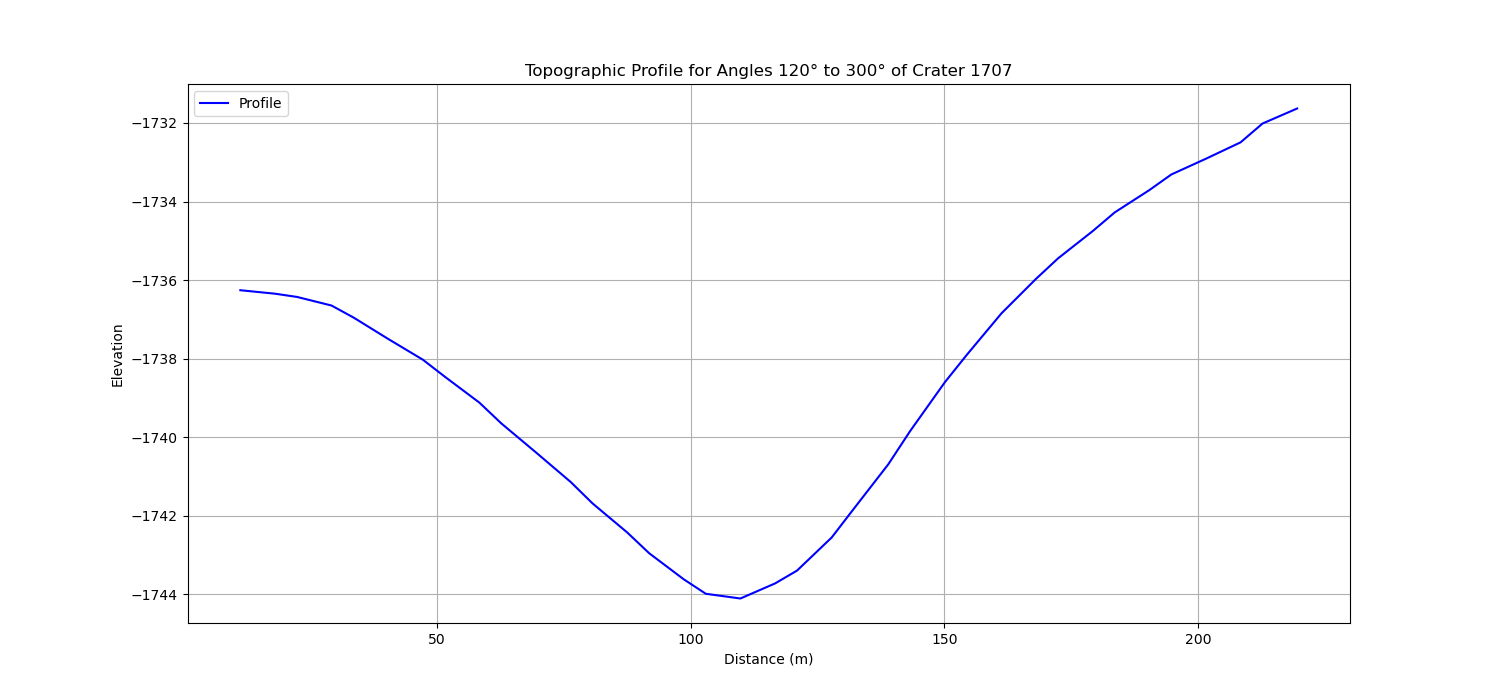 Topographic Profile for Angles 120° to 300° of Crater 1707
Profile
−1732
−1734
−1736
−1738
−1740
−1742
−1744
Elevation
50
100
150
200
Distance (m)